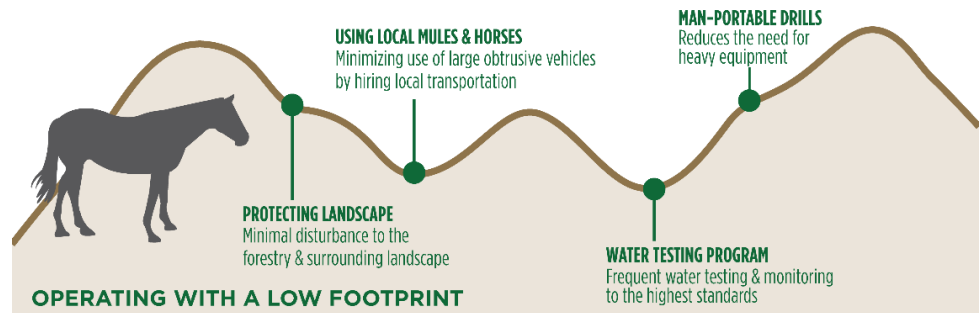 USING LOCAL MULES & HORSES
Minimizing use of large obtrusive vehicles
by hiring local transportation
MAN-PORTABLE DRILLS
Reduces the need for
heavy equipment
PROTECTING LANDSCAPE
Minimal disturbance to the
forestry & surrounding landscape
WATER TESTING PROGRAM
Frequent water testing & monitoring
to the highest standards
OPERATING WITH A LOW FOOTPRINT